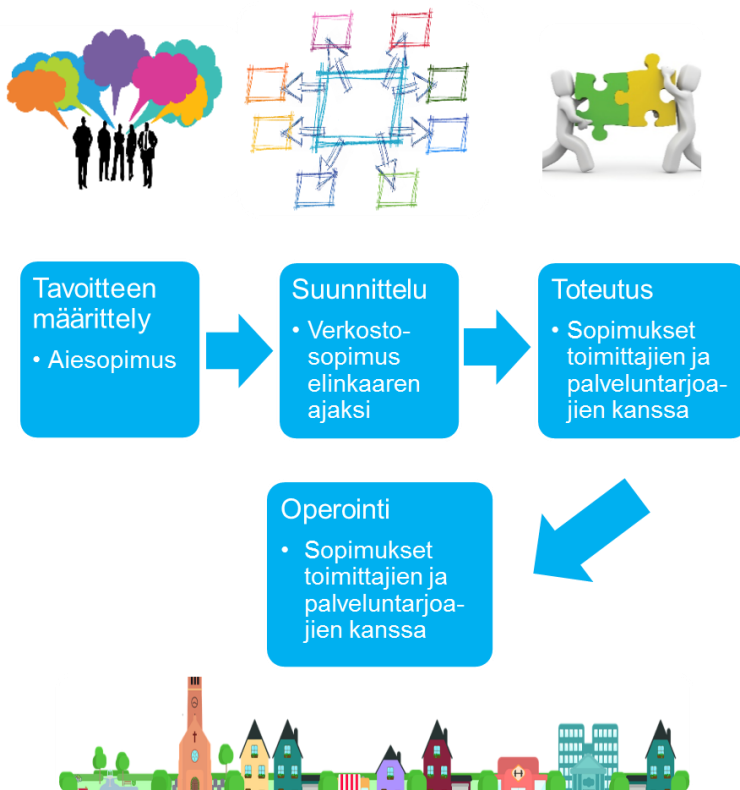 Tavoitteen
määrittely
• Aiesopimus
Suunnittelu
• Verkosto-
sopimus
elinkaaren
ajaksi
Toteutus
• Sopimukset
toimittajien ja
palveluntarjoa-
jien kanssa
Operointi
• Sopimukset
toimittajien ja
palveluntarjoa-
jien kanssa
H